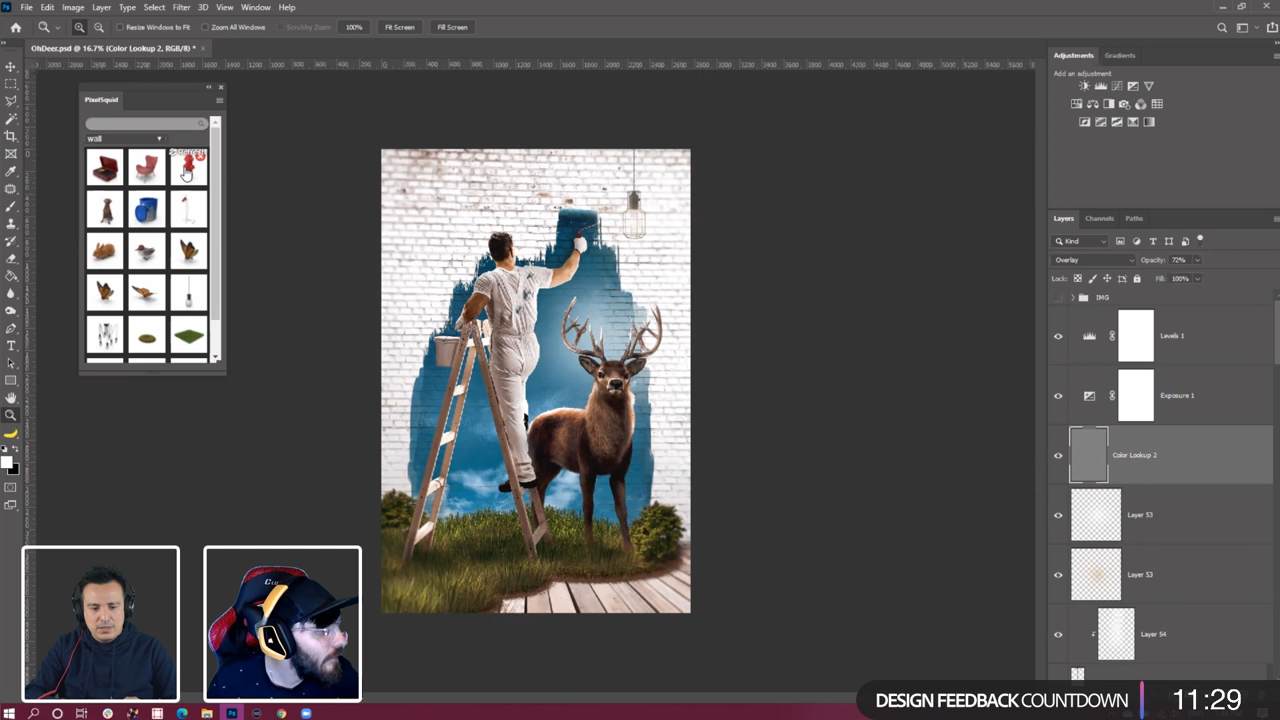 Ps File Edit Image Layer Type Select Filter 3D View Window Help
Resize Windows to Fit Zoom All Windows Scrubby Zoom 100% Fit Screen Fill Screen
OhDeer.psd @ 16.7% (Color Lookup 2, RGB/8) * ×
PixelSquid
wall
Adjustments Gradients
Add an adjustment
Layers Channels Paths
Kind
Overlay Opacity: 72%
Lock: Fill: 100%
IMG
Levels 1
Exposure 1
Color Lookup 2
Layer 53
Layer 53
Layer 54
DESIGN FEEDBACK COUNTDOWN 11:29